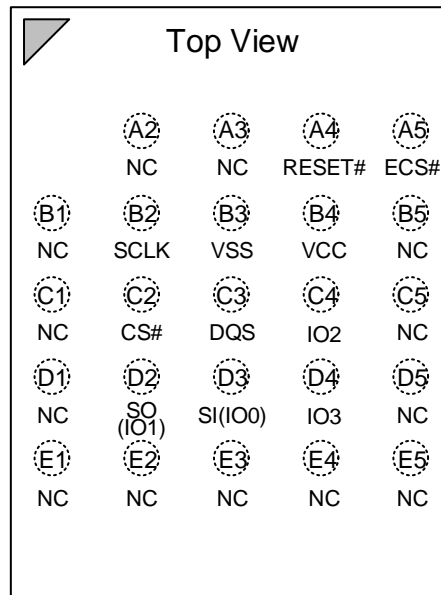 Top View
A2 A3 A4 A5
NC NC RESET# ECS#
B1 B2 B3 B4 B5
NC SCLK VSS VCC NC
C1 C2 C3 C4 C5
NC CS# DQS IO2 NC
D1 D2 D3 D4 D5
NC SO (IO1) SI(IO0) IO3 NC
E1 E2 E3 E4 E5
NC NC NC NC NC